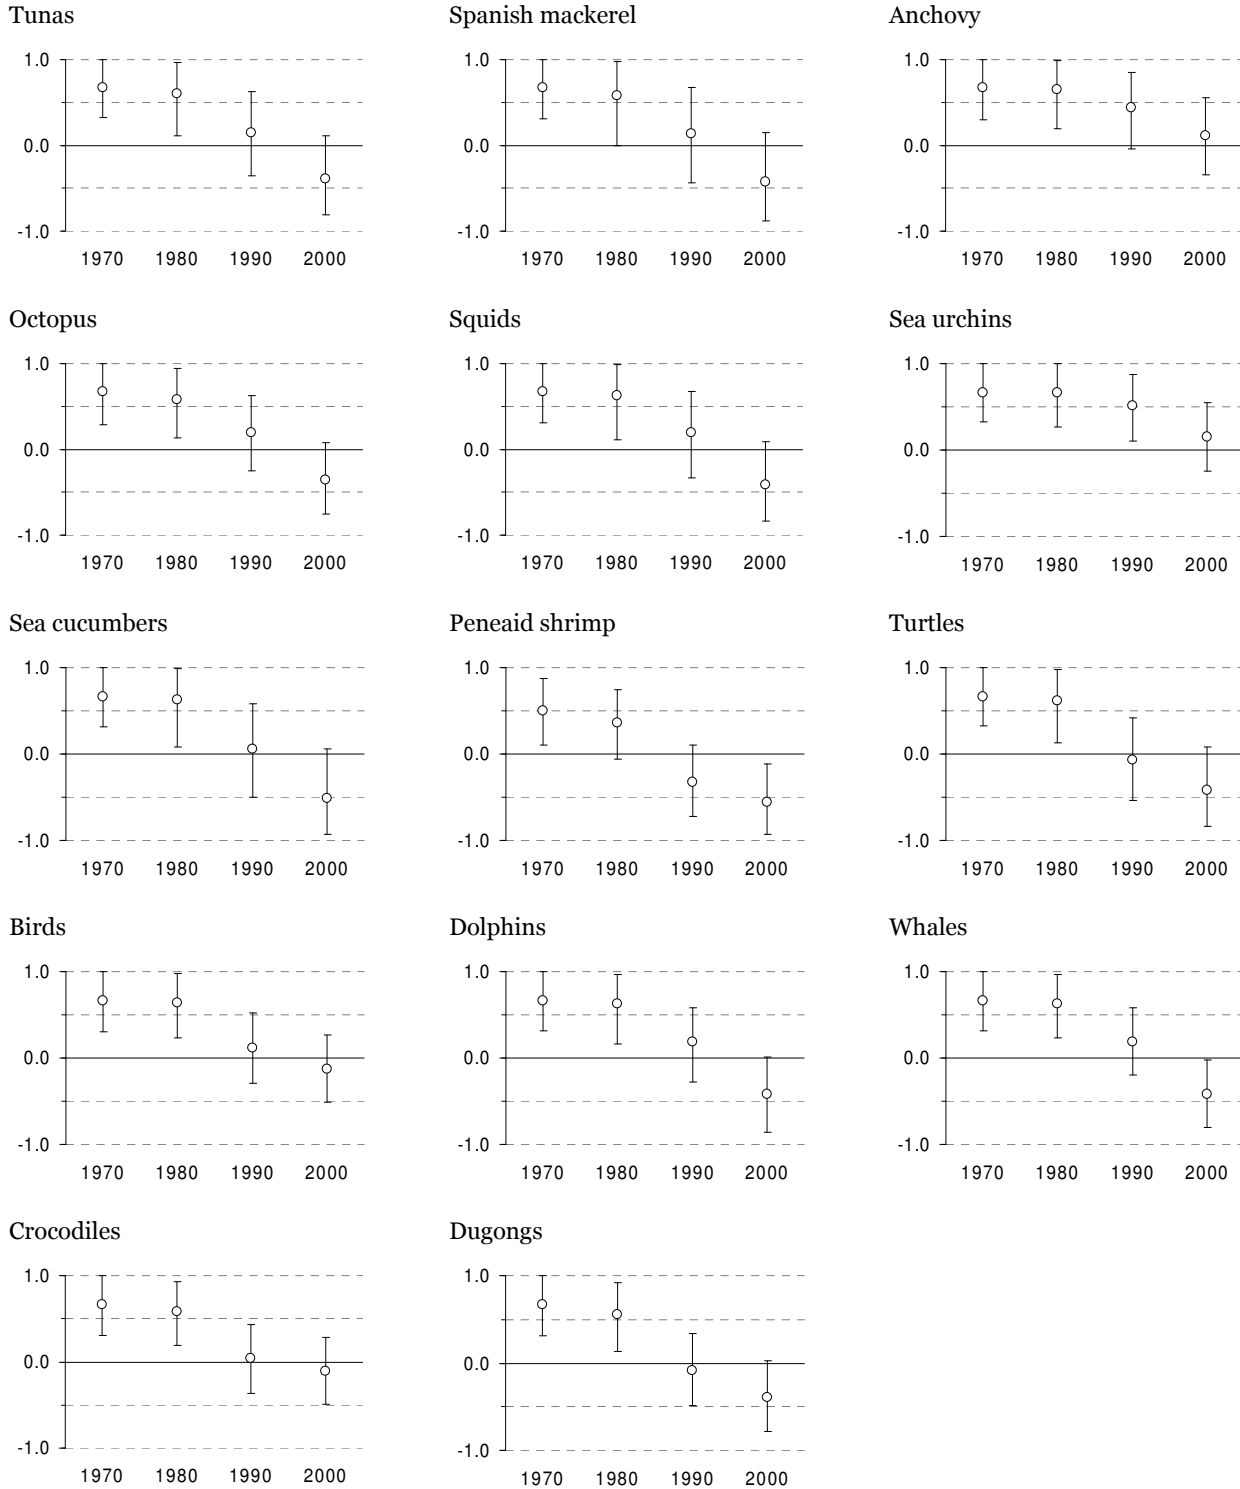 Tunas Spanish mackerel Anchovy
1.0 1.0 1.0
0.0 0.0 0.0
-1.0 -1.0 -1.0
1970 1980 1990 2000 1970 1980 1990 2000 1970 1980 1990 2000
Octopus Squids Sea urchins
1.0 1.0 1.0
0.0 0.0 0.0
-1.0 -1.0 -1.0
1970 1980 1990 2000 1970 1980 1990 2000 1970 1980 1990 2000
Sea cucumbers Peneaid shrimp Turtles
1.0 1.0 1.0
0.0 0.0 0.0
-1.0 -1.0 -1.0
1970 1980 1990 2000 1970 1980 1990 2000 1970 1980 1990 2000
Birds Dolphins Whales
1.0 1.0 1.0
0.0 0.0 0.0
-1.0 -1.0 -1.0
1970 1980 1990 2000 1970 1980 1990 2000 1970 1980 1990 2000
Crocodiles Dugongs
1.0 1.0
0.0 0.0
-1.0 -1.0
1970 1980 1990 2000 1970 1980 1990 2000